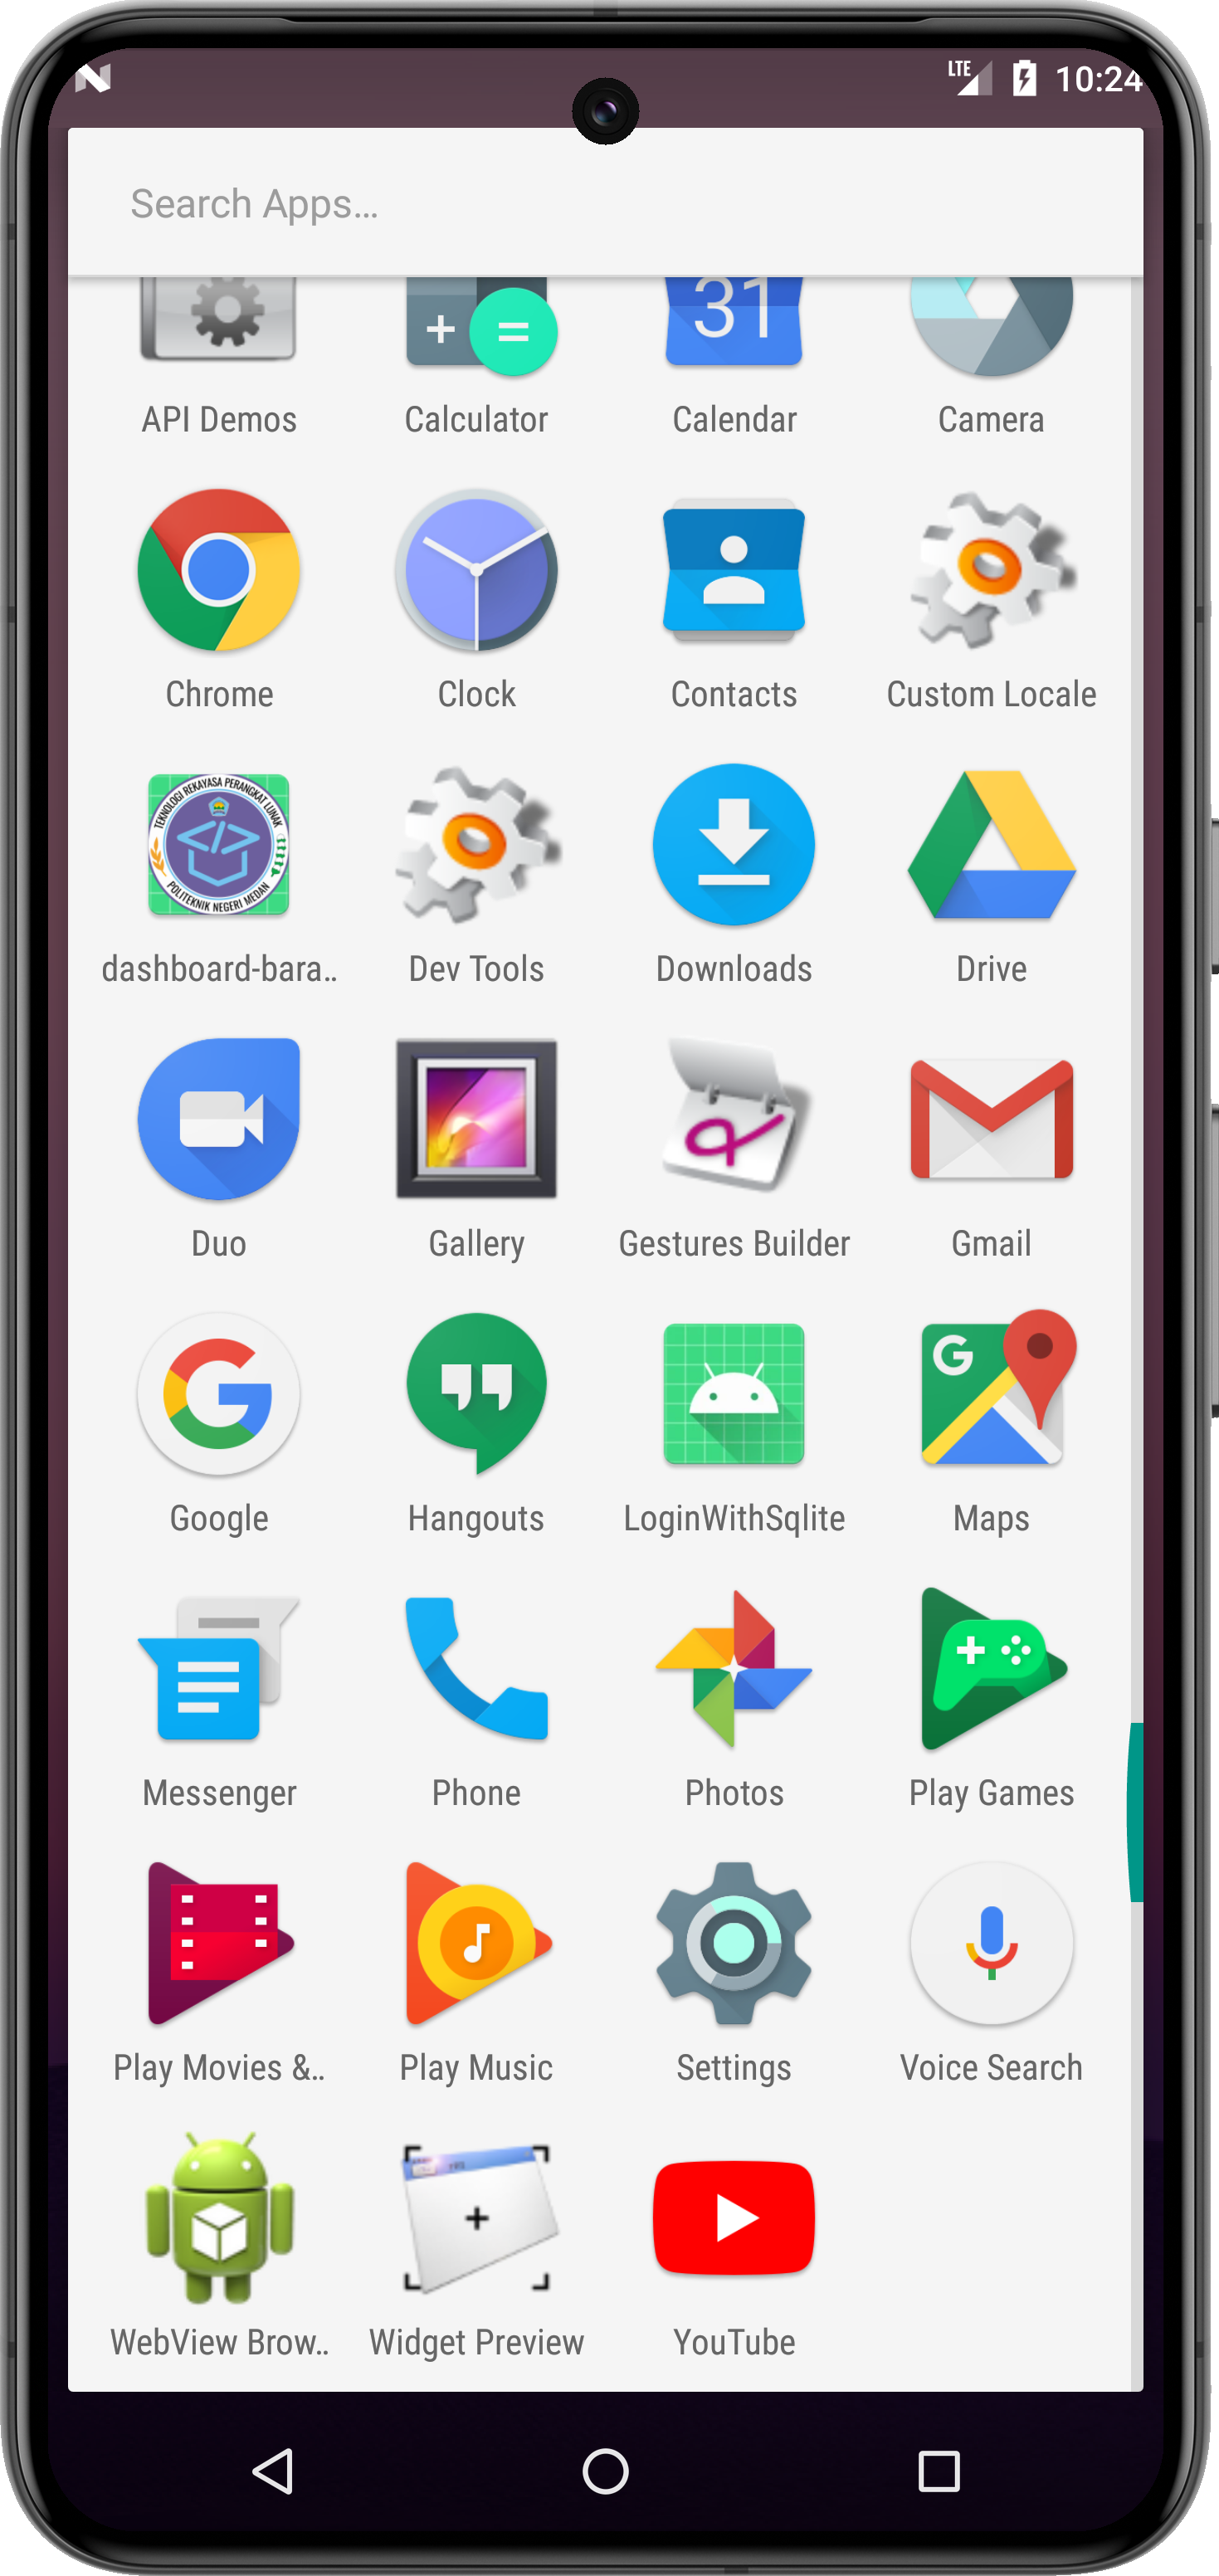 LTE 10:24
Search Apps...
31
API Demos Calculator Calendar Camera
Chrome Clock Contacts Custom Locale
TEKNOLOGI REKAYASA PERANGKAT LUNAK
POLITEKNIK NEGERI MEDAN
dashboard-bara.. Dev Tools Downloads Drive
Duo Gallery Gestures Builder Gmail
G
Google Hangouts LoginWithSqlite Maps
Messenger Phone Photos Play Games
Play Movies &.. Play Music Settings Voice Search
WebView Brow.. Widget Preview YouTube